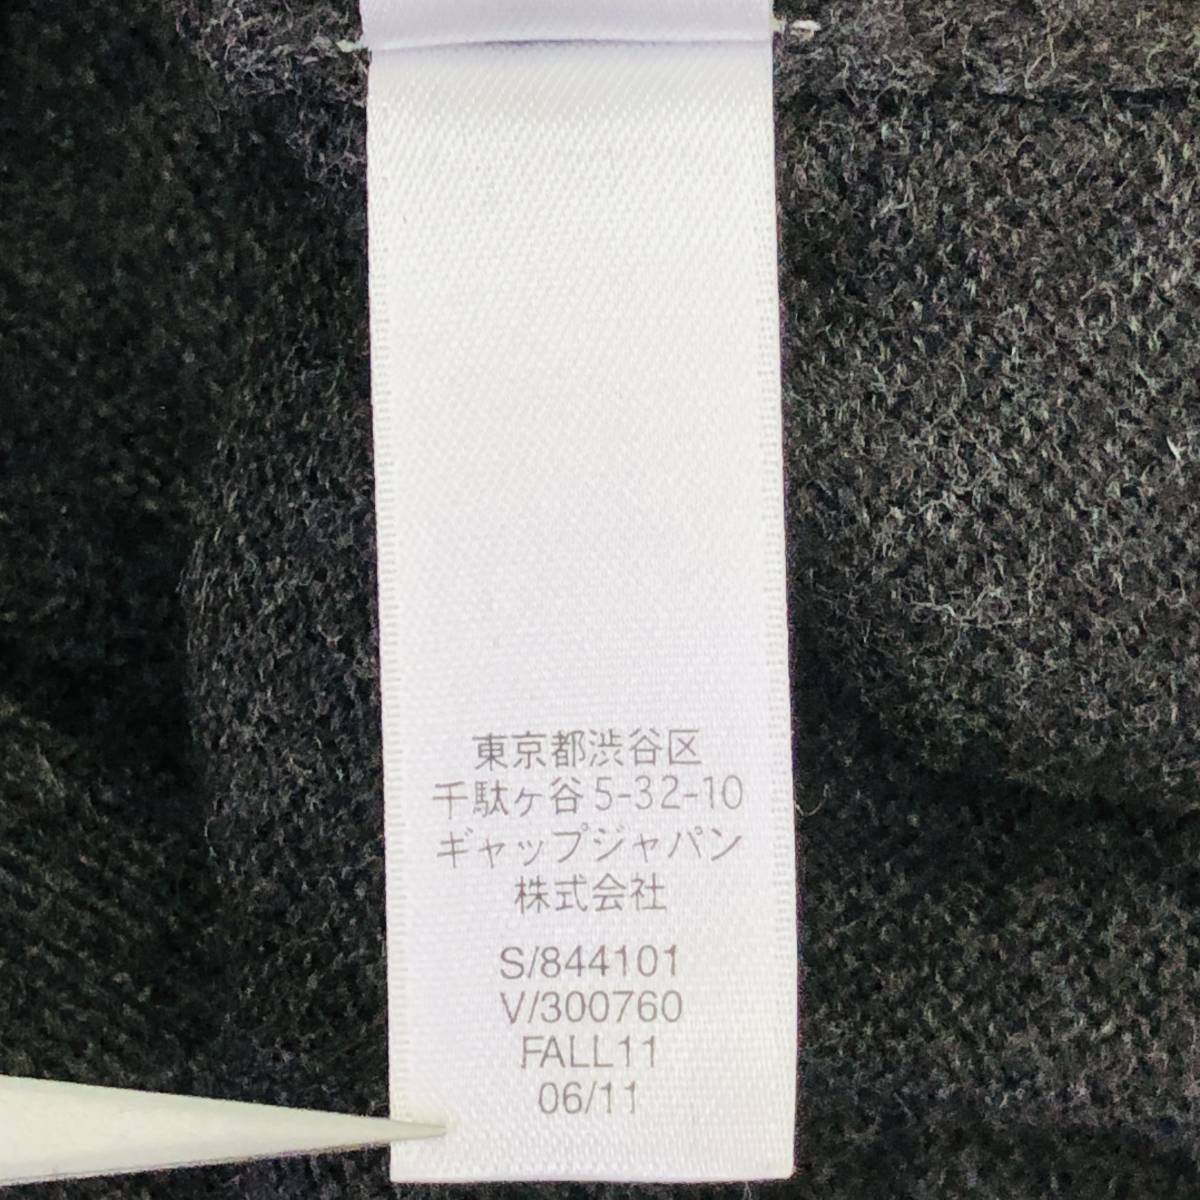 東京都渋谷区
千駄ヶ谷5-32-10
ギャップジャパン
株式会社
S/844101
V/300760
FALL11
06/11